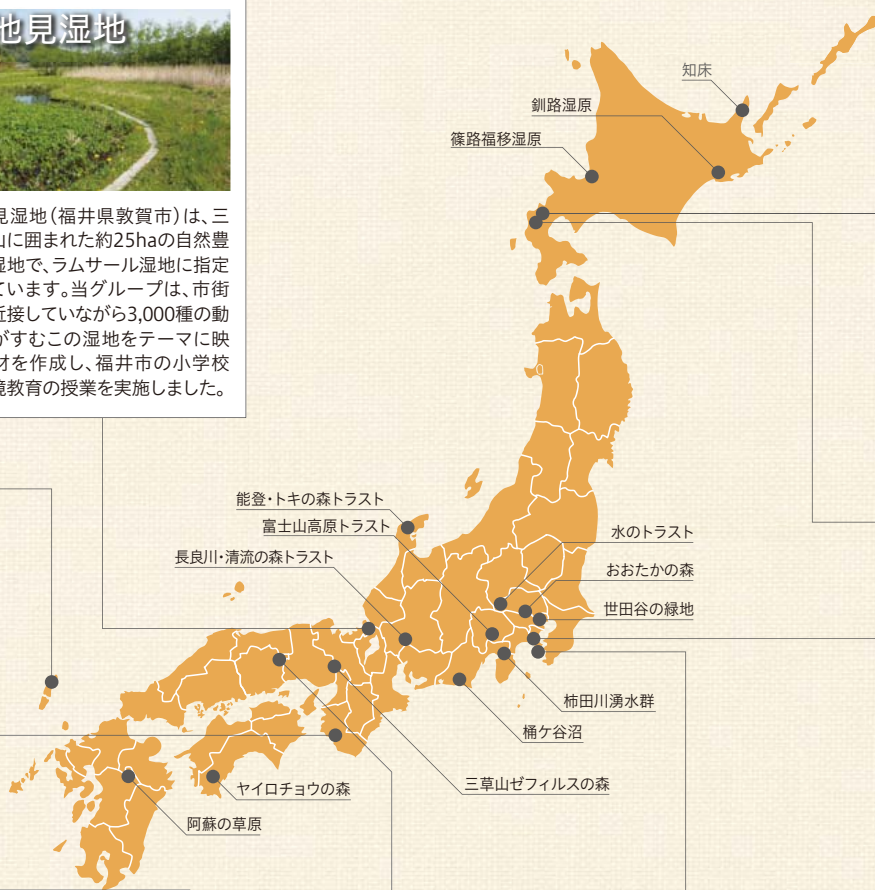 地見湿地
見湿地（福井県敦賀市）は、三
山に囲まれた約25haの自然豊
湿地で、ラムサール湿地に指定
ています。当グループは、市街
近接していながら3,000種の動
がすむこの湿地をテーマに映
材を作成し、福井市の小学校
境教育の授業を実施しました。
知床
釧路湿原
篠路福移湿原
能登・トキの森トラスト
富士山高原トラスト
長良川・清流の森トラスト
水のトラスト
おおたかの森
世田谷の緑地
柿田川湧水群
桶ケ谷沼
三草山ゼフィルスの森
ヤイロチョウの森
阿蘇の草原